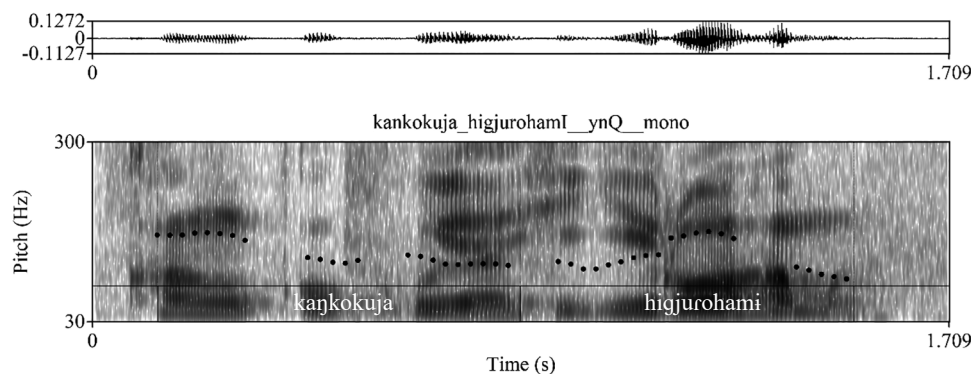 0.1272
0
-0.1127
0 1.709
kankokuja_higjurohamI__ynQ__mono
300
Pitch (Hz)
kaŋkokuja higjurohamɨ
30
0 1.709
Time (s)